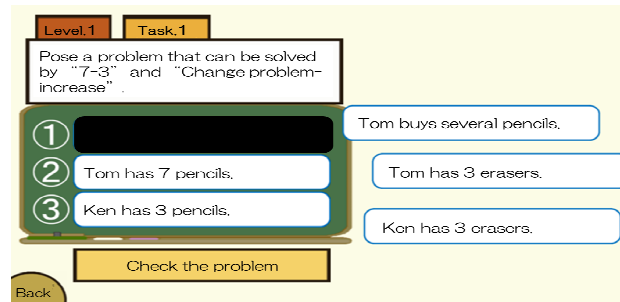 Level.1
Task.1
Pose a problem that can be solved
by “7-3” and “Change problem-
increase”.
①
Tom buys several pencils.
② Tom has 7 pencils.
Tom has 3 erasers.
③ Ken has 3 pencils.
Ken has 3 erasers.
Check the problem
Back